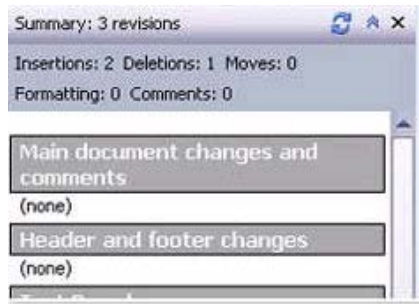 Summary: 3 revisions
Insertions: 2 Deletions: 1 Moves: 0
Formatting: 0 Comments: 0
Main document changes and
comments
(none)
Header and footer changes
(none)